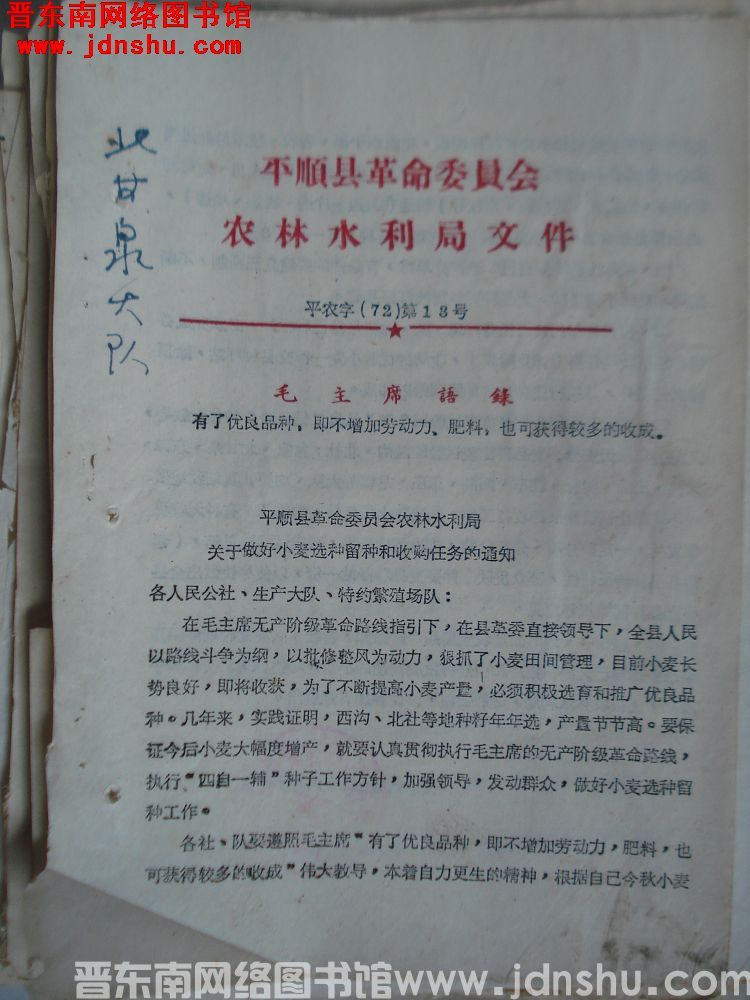 晋东南网络图书馆
www.jdnshu.com
北甘泉大队
平順县革命委員会
农林水利局文件
平农字(72)第13号
毛主席語錄
有了优良品种，即不增加劳动力、肥料，也可获得较多的收成。
平顺县革命委员会农林水利局
关于做好小麦选种留种和收购任务的通知
各人民公社、生产大队、特约繁殖场队：
在毛主席无产阶级革命路线指引下，在县革委直接领导下，全县人民
以路线斗争为纲，以批修整风为动力，狠抓了小麦田间管理，目前小麦长
势良好，即将收获，为了不断提高小麦产量，必须积极选育和推广优良品
种。几年来，实践证明，西沟、北社等地种籽年年选，产量节节高。要保
证今后小麦大幅度增产，就要认真贯彻执行毛主席的无产阶级革命路线，
执行“四自一辅”种子工作方针，加强领导，发动群众，做好小麦选种留
种工作。
各社、队要遵照毛主席“有了优良品种，即不增加劳动力，肥料，也
可获得较多的收成”伟大教导，本着自力更生的精神，根据自己今秋小麦
晋东南网络图书馆www.jdnshu.com